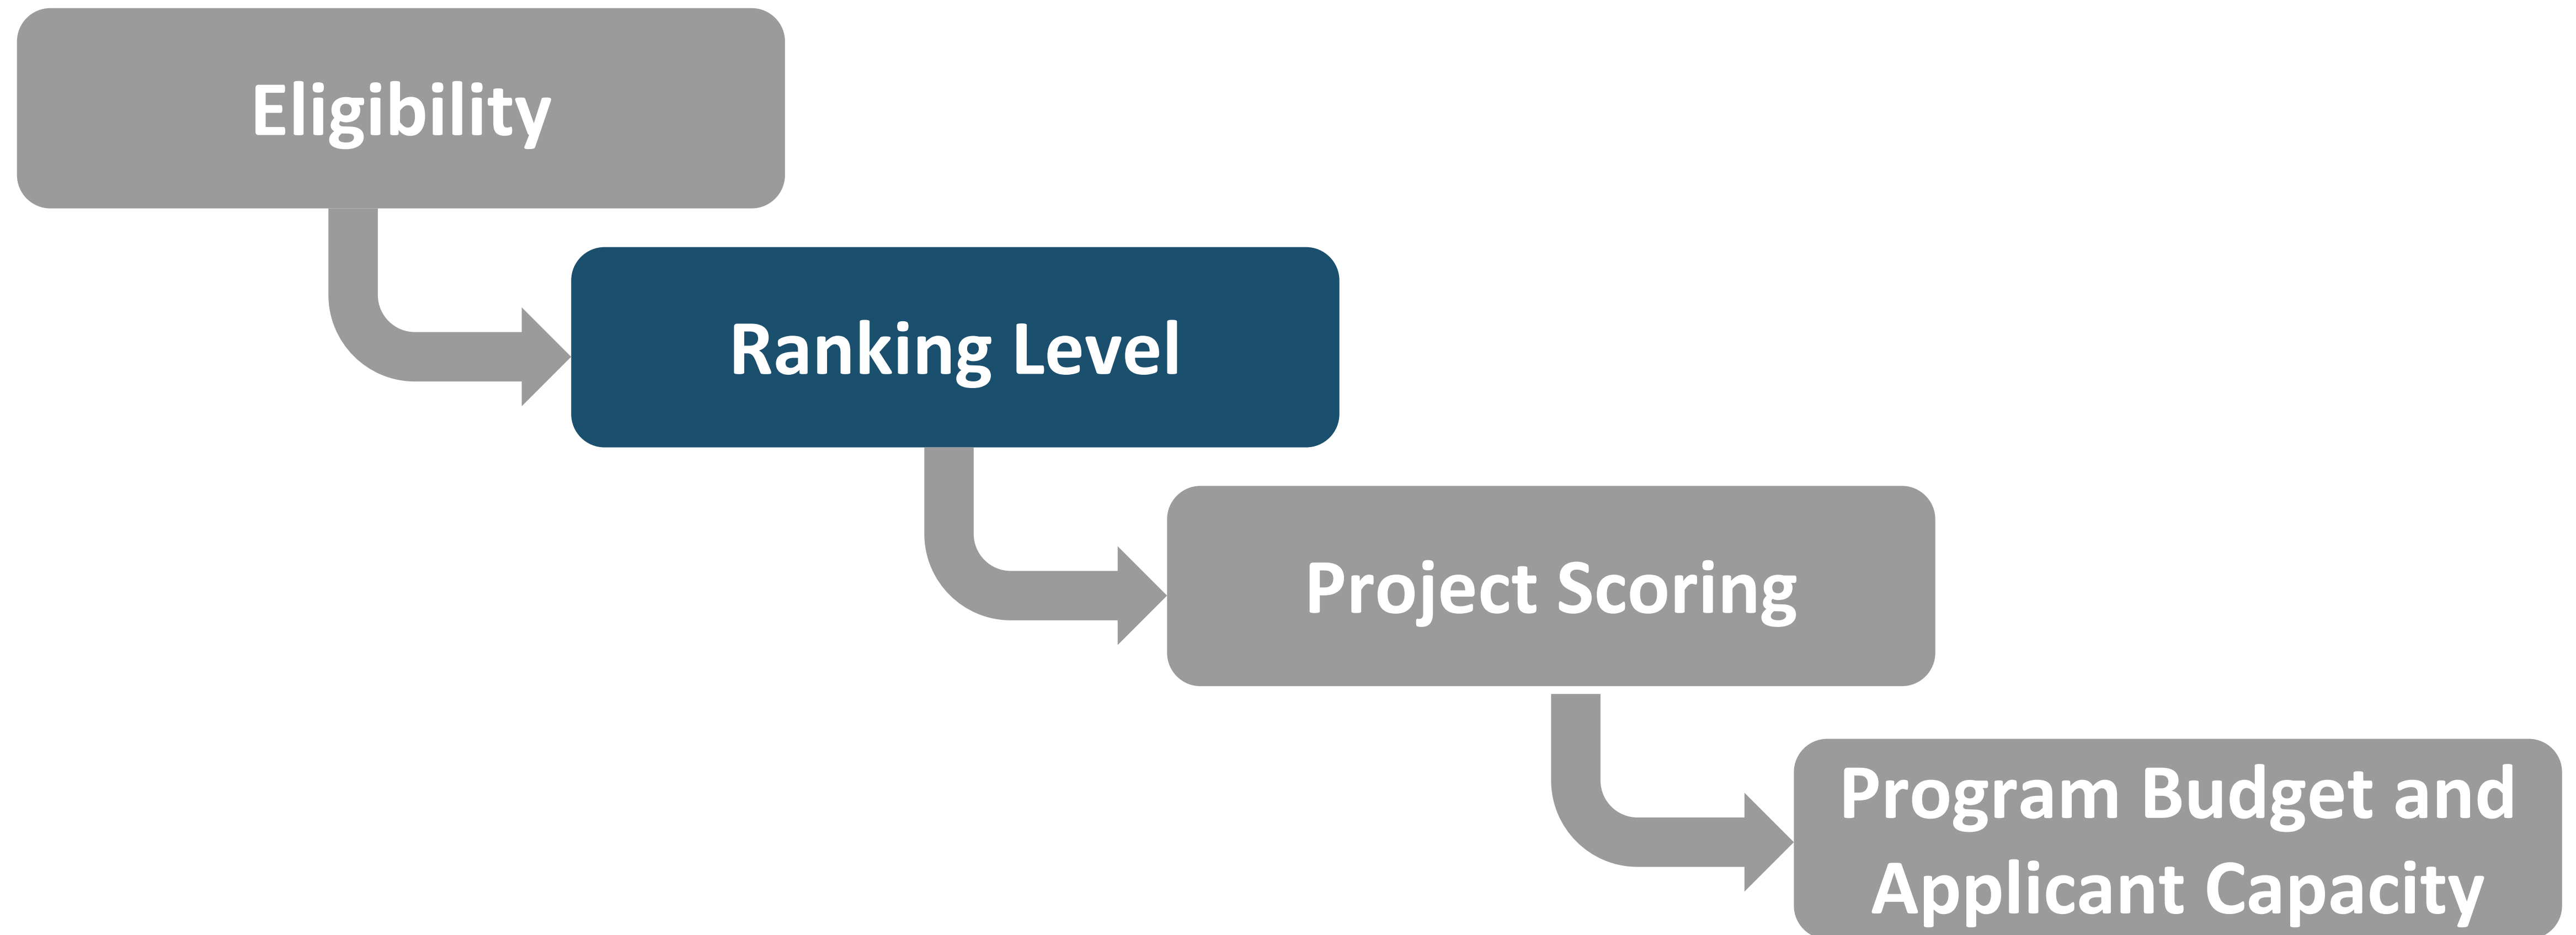 Eligibility
Ranking Level
Project Scoring
Program Budget and
Applicant Capacity